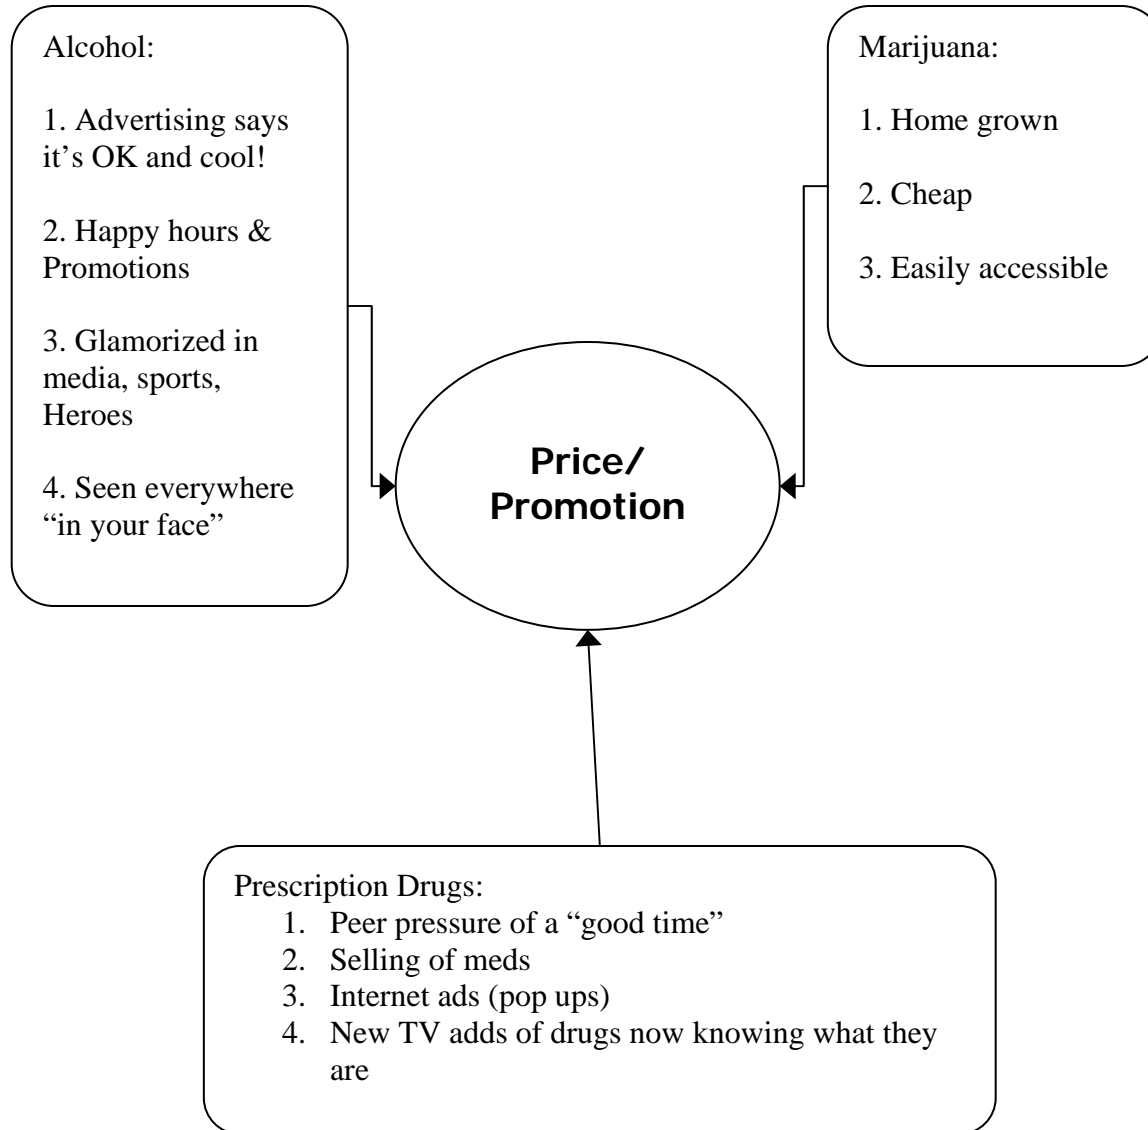 Alcohol:
1. Advertising says
it’s OK and cool!
2. Happy hours &
Promotions
3. Glamorized in
media, sports,
Heroes
4. Seen everywhere
“in your face”
Marijuana:
1. Home grown
2. Cheap
3. Easily accessible
Price/
Promotion
Prescription Drugs:
1. Peer pressure of a “good time”
2. Selling of meds
3. Internet ads (pop ups)
4. New TV adds of drugs now knowing what they
are